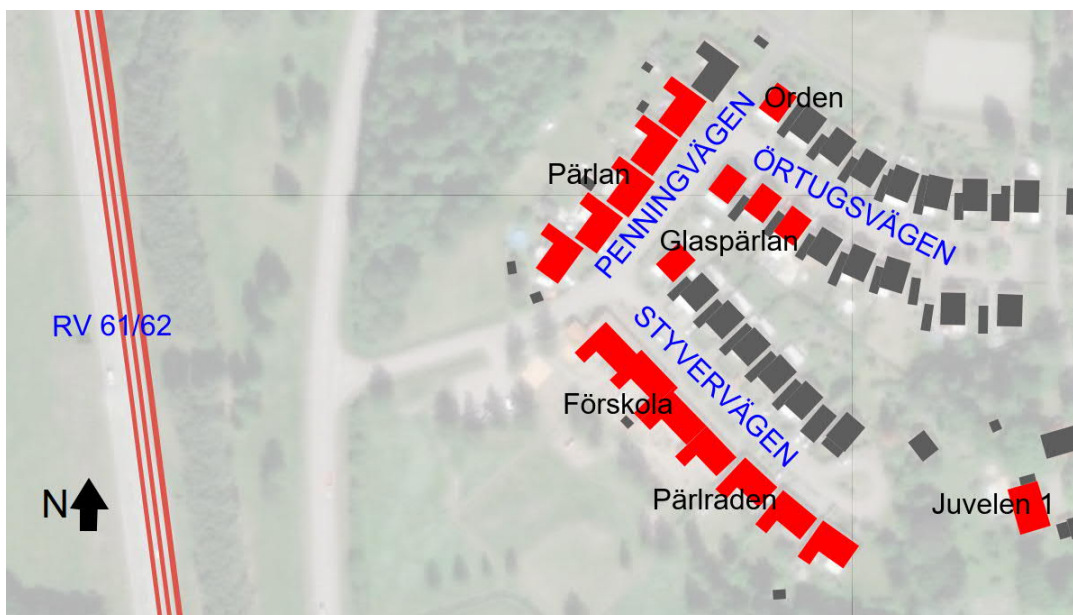 Orden
Pärlan
PENNINGVÄGEN
ÖRTUGSVÄGEN
Glaspärlan
RV 61/62
STYVERVÄGEN
Förskola
Pärlraden
Juvelen 1
N